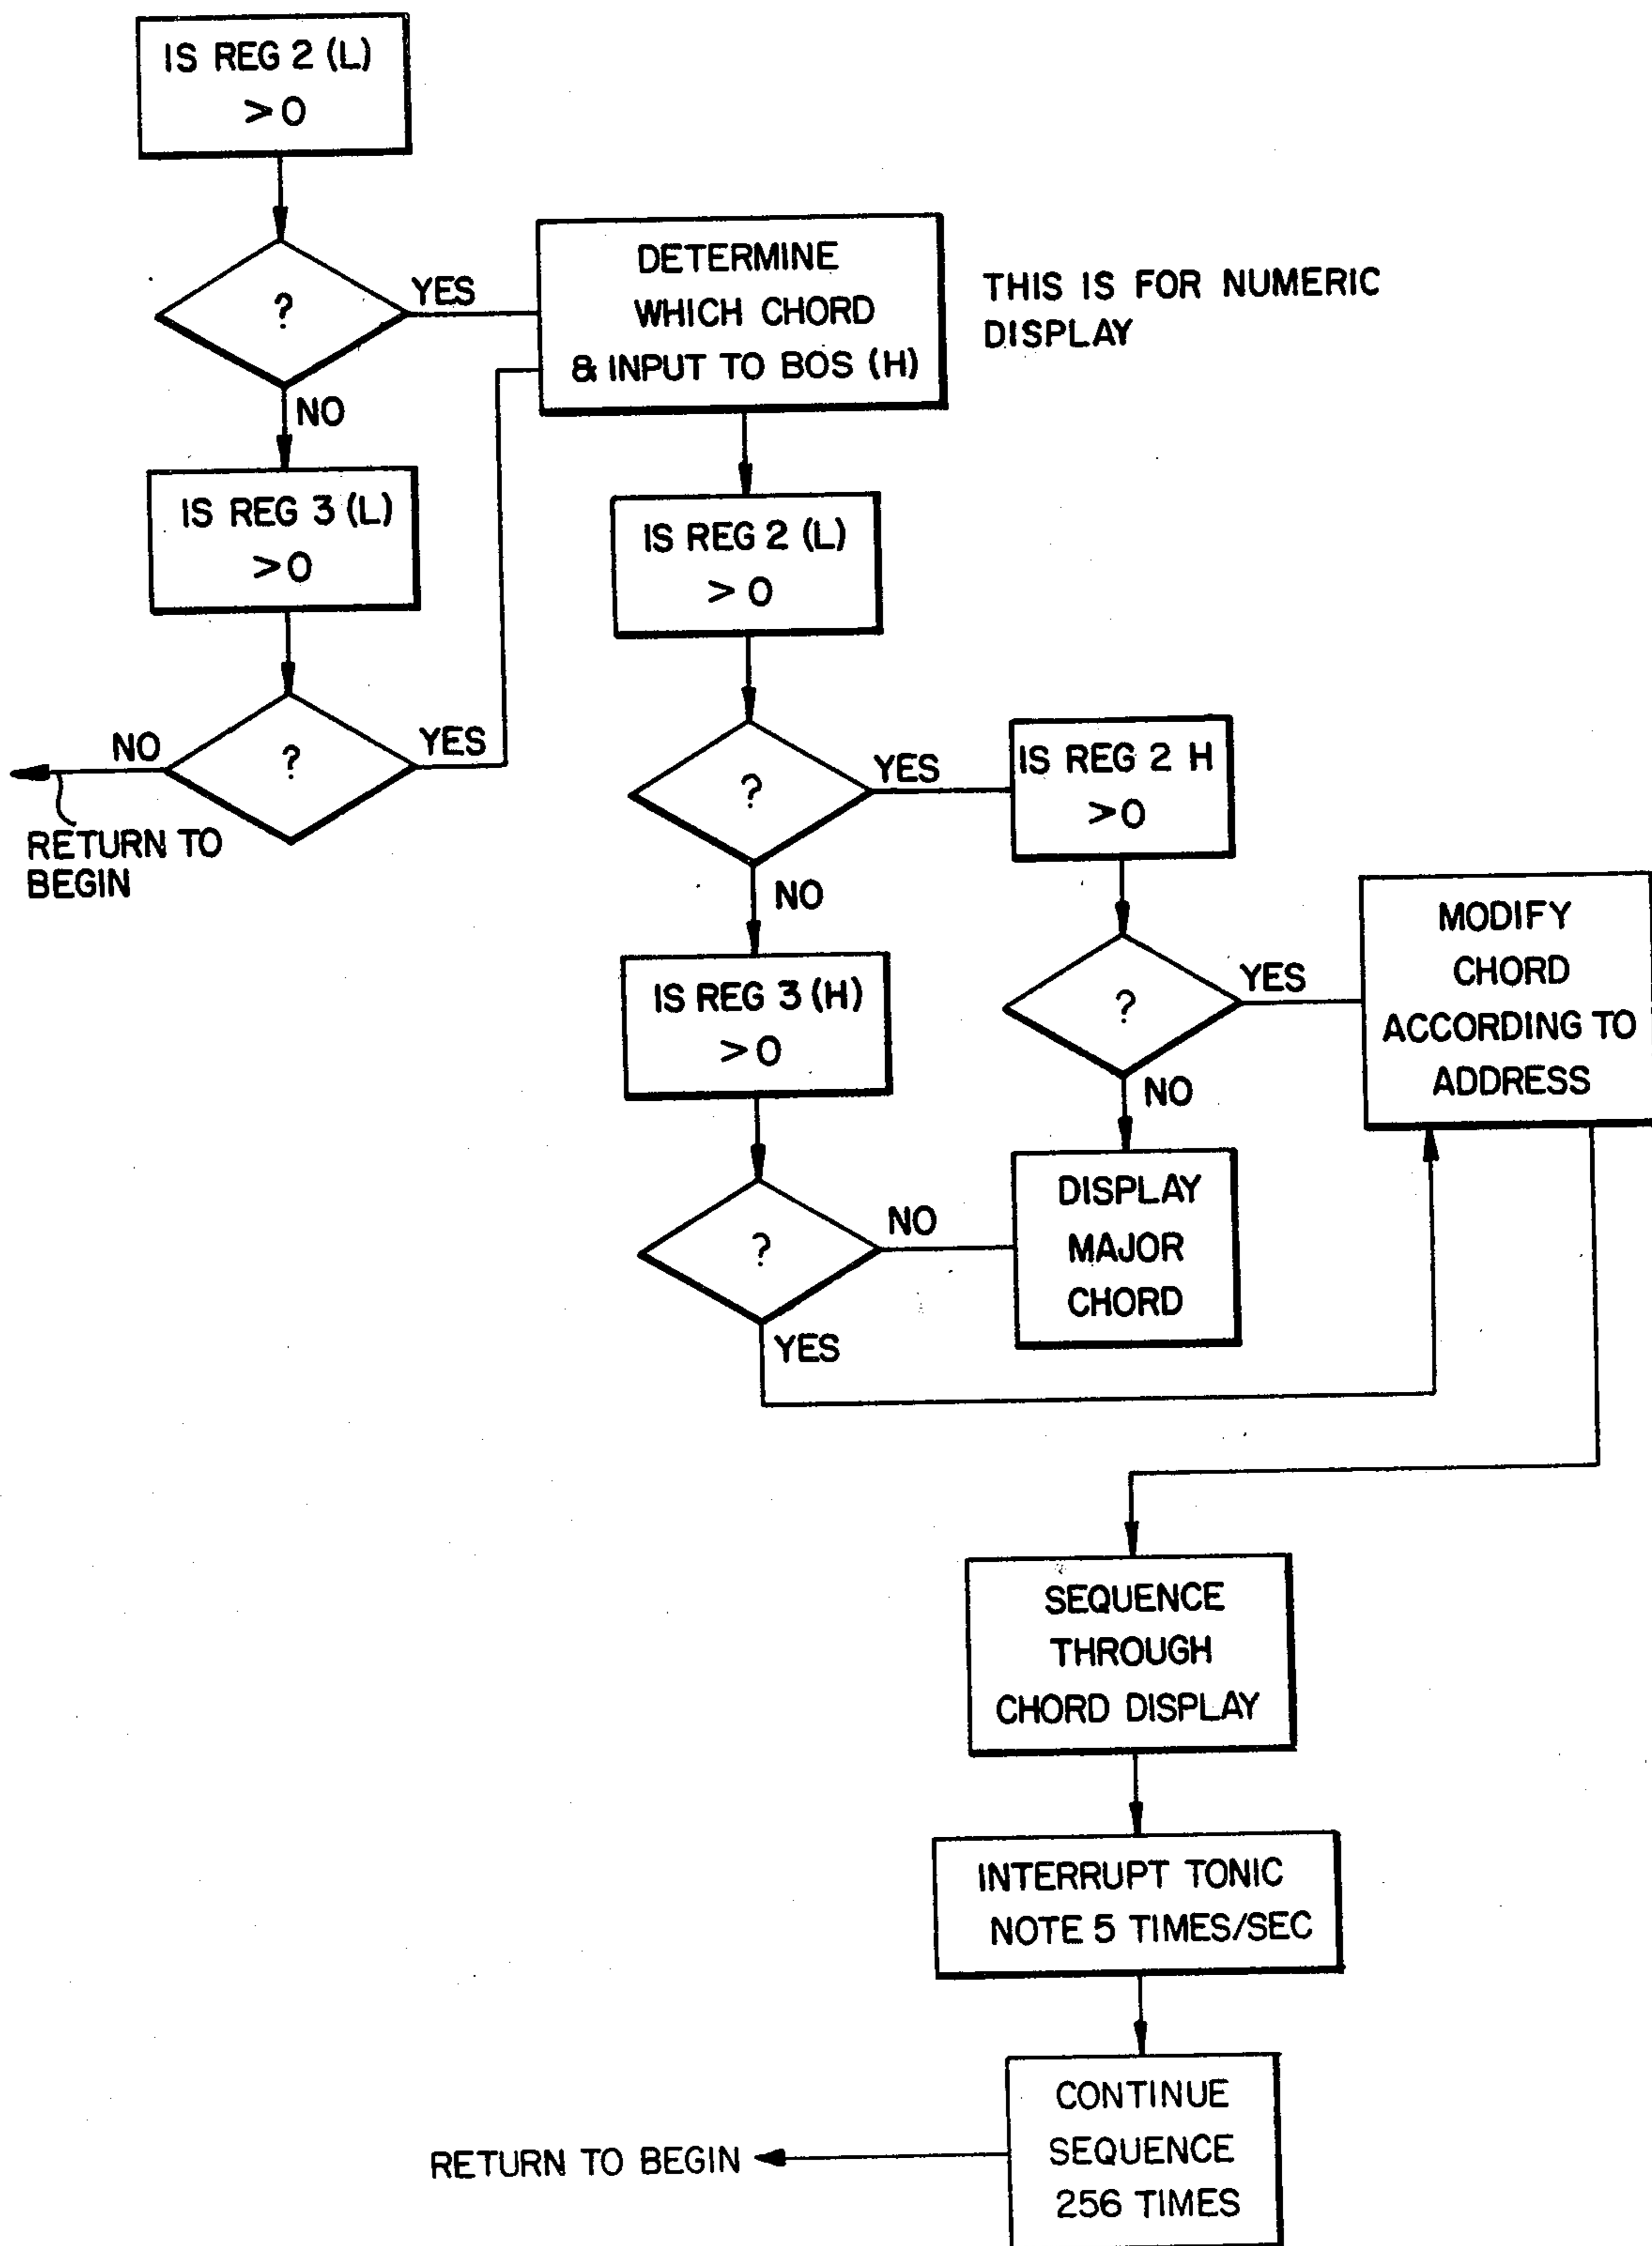 IS REG 2 (L)
> 0
?
YES
NO
DETERMINE
WHICH CHORD
& INPUT TO BOS (H)
THIS IS FOR NUMERIC
DISPLAY
IS REG 3 (L)
> 0
?
NO
YES
RETURN TO
BEGIN
IS REG 2 (L)
> 0
?
YES
NO
IS REG 2 H
> 0
?
YES
NO
MODIFY
CHORD
ACCORDING TO
ADDRESS
IS REG 3 (H)
> 0
?
NO
YES
DISPLAY
MAJOR
CHORD
SEQUENCE
THROUGH
CHORD DISPLAY
INTERRUPT TONIC
NOTE 5 TIMES/SEC
CONTINUE
SEQUENCE
256 TIMES
RETURN TO BEGIN